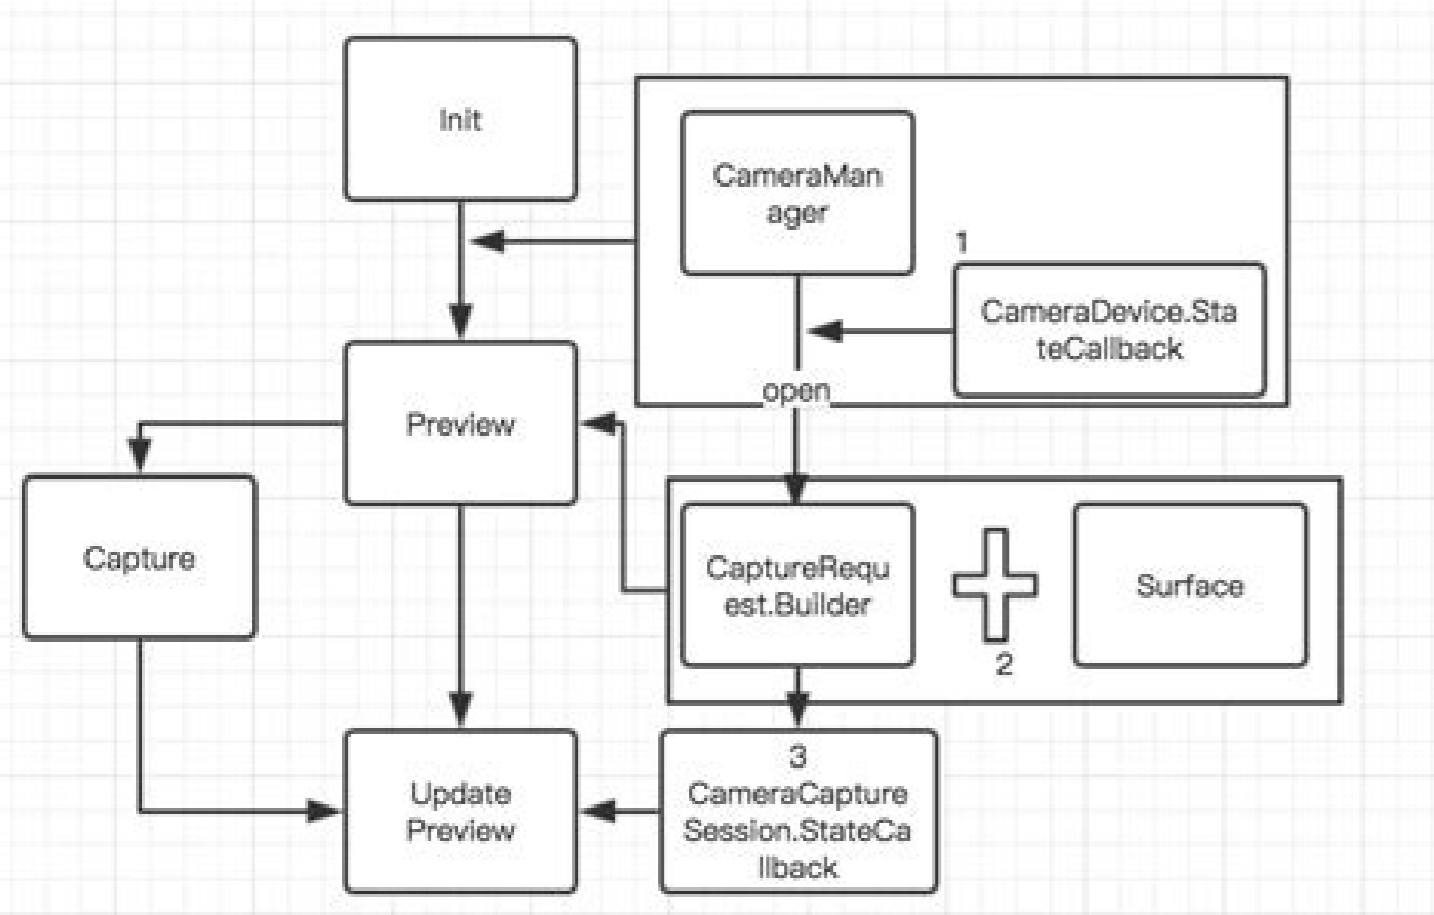 Init
CameraMan
ager
1
CameraDevice.Sta
teCallback
open
Preview
Capture
CaptureRequ
est.Builder
2
Surface
Update
Preview
3
CameraCapture
Session.StateCa
llback